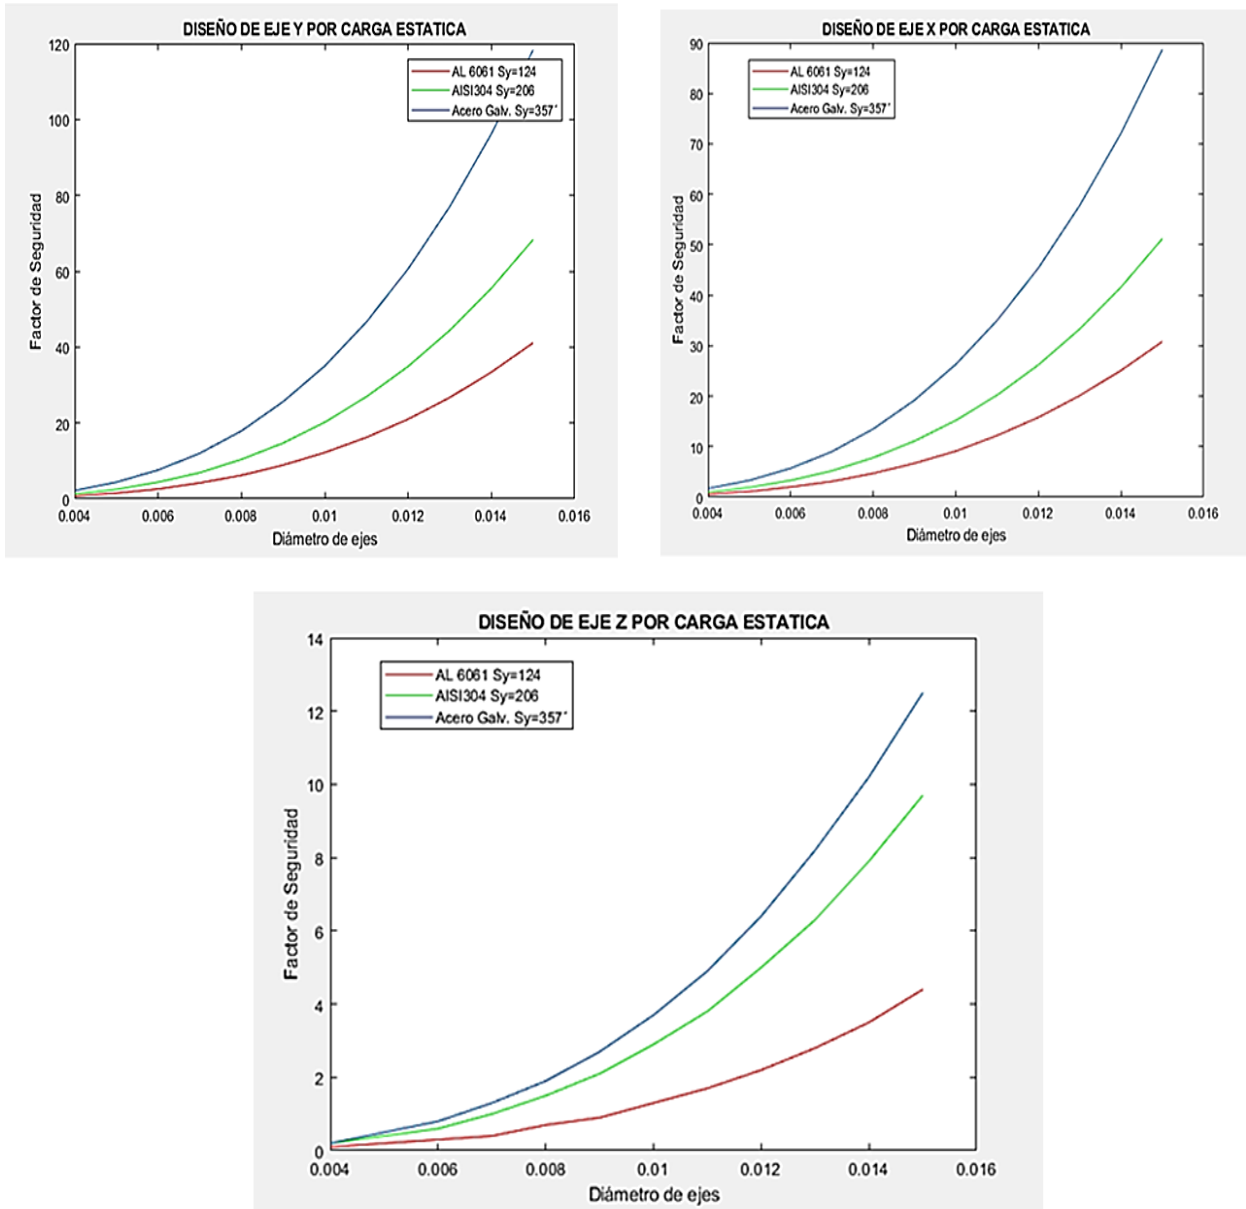 DISEÑO DE EJE Y POR CARGA ESTATICA
120
100
80
60
40
20
0
Factor de Seguridad
AL 6061 Sy=124
AISI304 Sy=206
Acero Galv. Sy=357´
0.004 0.006 0.008 0.01 0.012 0.014 0.016
Diámetro de ejes
DISEÑO DE EJE X POR CARGA ESTATICA
90
80
70
60
50
40
30
20
10
0
Factor de Seguridad
AL 6061 Sy=124
AISI304 Sy=206
Acero Galv. Sy=357´
0.004 0.006 0.008 0.01 0.012 0.014 0.016
Diámetro de ejes
DISEÑO DE EJE Z POR CARGA ESTATICA
14
12
10
8
6
4
2
0
Factor de Seguridad
AL 6061 Sy=124
AISI304 Sy=206
Acero Galv. Sy=357´
0.004 0.006 0.008 0.01 0.012 0.014 0.016
Diámetro de ejes